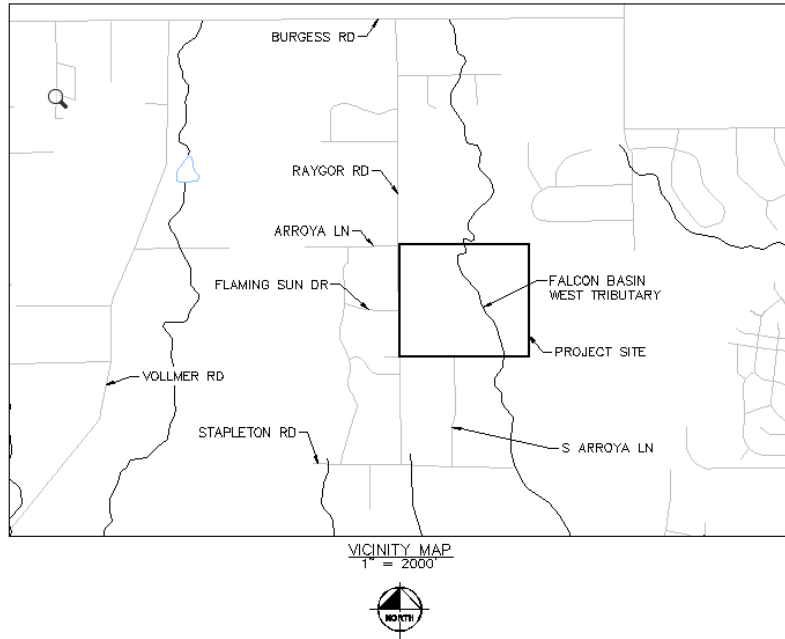 BURGESS RD
RAYGOR RD
ARROYA LN
FLAMING SUN DR
FALCON BASIN
WEST TRIBUTARY
PROJECT SITE
VOLLMER RD
STAPLETON RD
S ARROYA LN
VICINITY MAP
1" = 2000'
NORTH